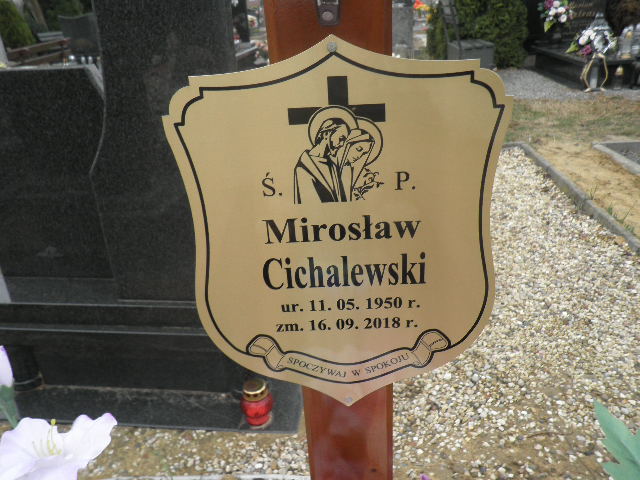 Ś. P.
Mirosław
Cichalewski
ur. 11. 05. 1950 r.
zm. 16. 09. 2018 r.
SPOCZYWAJ W SPOKOJU